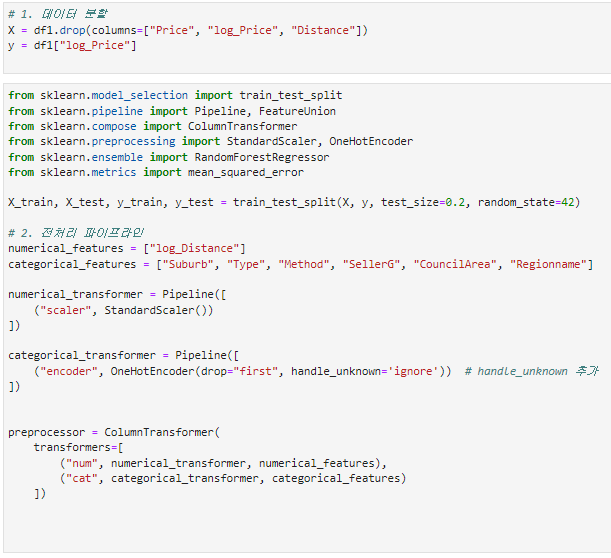 # 1. 데이터 분할
X = df1.drop(columns=["Price", "log_Price", "Distance"])
y = df1["log_Price"]
from sklearn.model_selection import train_test_split
from sklearn.pipeline import Pipeline, FeatureUnion
from sklearn.compose import ColumnTransformer
from sklearn.preprocessing import StandardScaler, OneHotEncoder
from sklearn.ensemble import RandomForestRegressor
from sklearn.metrics import mean_squared_error
X_train, X_test, y_train, y_test = train_test_split(X, y, test_size=0.2, random_state=42)
# 2. 전처리 파이프라인
numerical_features = ["log_Distance"]
categorical_features = ["Suburb", "Type", "Method", "SellerG", "CouncilArea", "Regionname"]
numerical_transformer = Pipeline([
    ("scaler", StandardScaler())
])
categorical_transformer = Pipeline([
    ("encoder", OneHotEncoder(drop="first", handle_unknown='ignore'))  # handle_unknown 추가
])
preprocessor = ColumnTransformer(
    transformers=[
        ("num", numerical_transformer, numerical_features),
        ("cat", categorical_transformer, categorical_features)
    ])